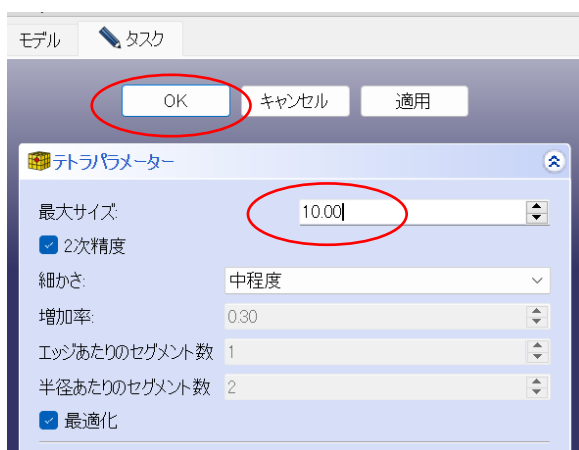 モデル タスク
OK キャンセル 適用
テトラパラメーター
最大サイズ: 10.00
2次精度
細かさ: 中程度
増加率: 0.30
エッジあたりのセグメント数 1
半径あたりのセグメント数 2
最適化